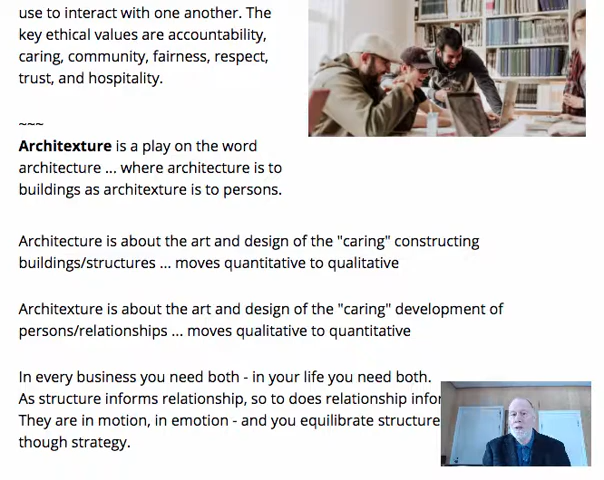 use to interact with one another. The
key ethical values are accountability,
caring, community, fairness, respect,
trust, and hospitality.
~~~
Architexture is a play on the word
architecture ... where architecture is to
buildings as architexture is to persons.
Architecture is about the art and design of the "caring" constructing
buildings/structures ... moves quantitative to qualitative
Architexture is about the art and design of the "caring" development of
persons/relationships ... moves qualitative to quantitative
In every business you need both - in your life you need both.
As structure informs relationship, so to does relationship infor
They are in motion, in emotion - and you equilibrate structure
though strategy.